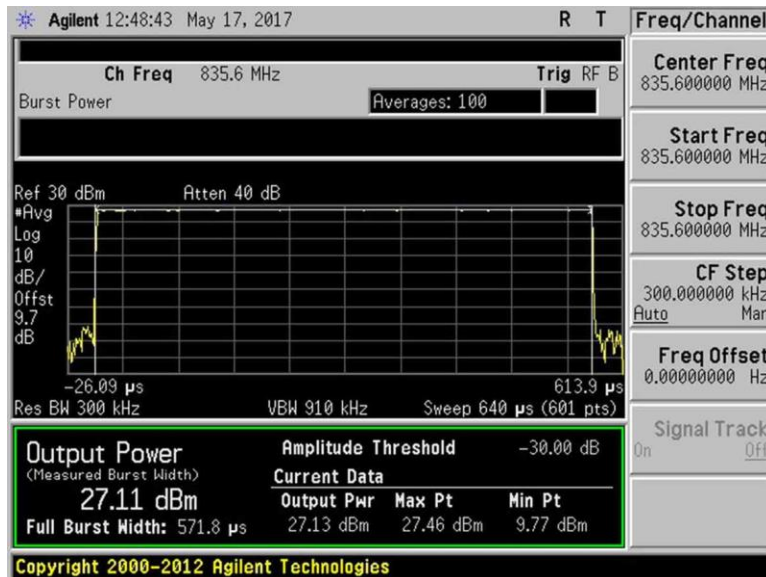 Agilent 12:48:43 May 17, 2017 R T Freq/Channel
Ch Freq 835.6 MHz Trig RF B
Burst Power Averages: 100
Center Freq
835.600000 MHz
Start Freq
835.600000 MHz
Stop Freq
835.600000 MHz
CF Step
300.000000 kHz
Auto Man
Freq Offset
0.00000000 Hz
Signal Track
On Off
Ref 30 dBm Atten 40 dB
#Avg
Log
10
dB/
Offst
9.7
dB
-26.09 µs 613.9 µs
Res BW 300 kHz VBW 910 kHz Sweep 640 µs (601 pts)
Output Power
(Measured Burst Width)
27.11 dBm
Full Burst Width: 571.8 µs
Amplitude Threshold -30.00 dB
Current Data
Output Pwr Max Pt Min Pt
27.13 dBm 27.46 dBm 9.77 dBm
Copyright 2000-2012 Agilent Technologies